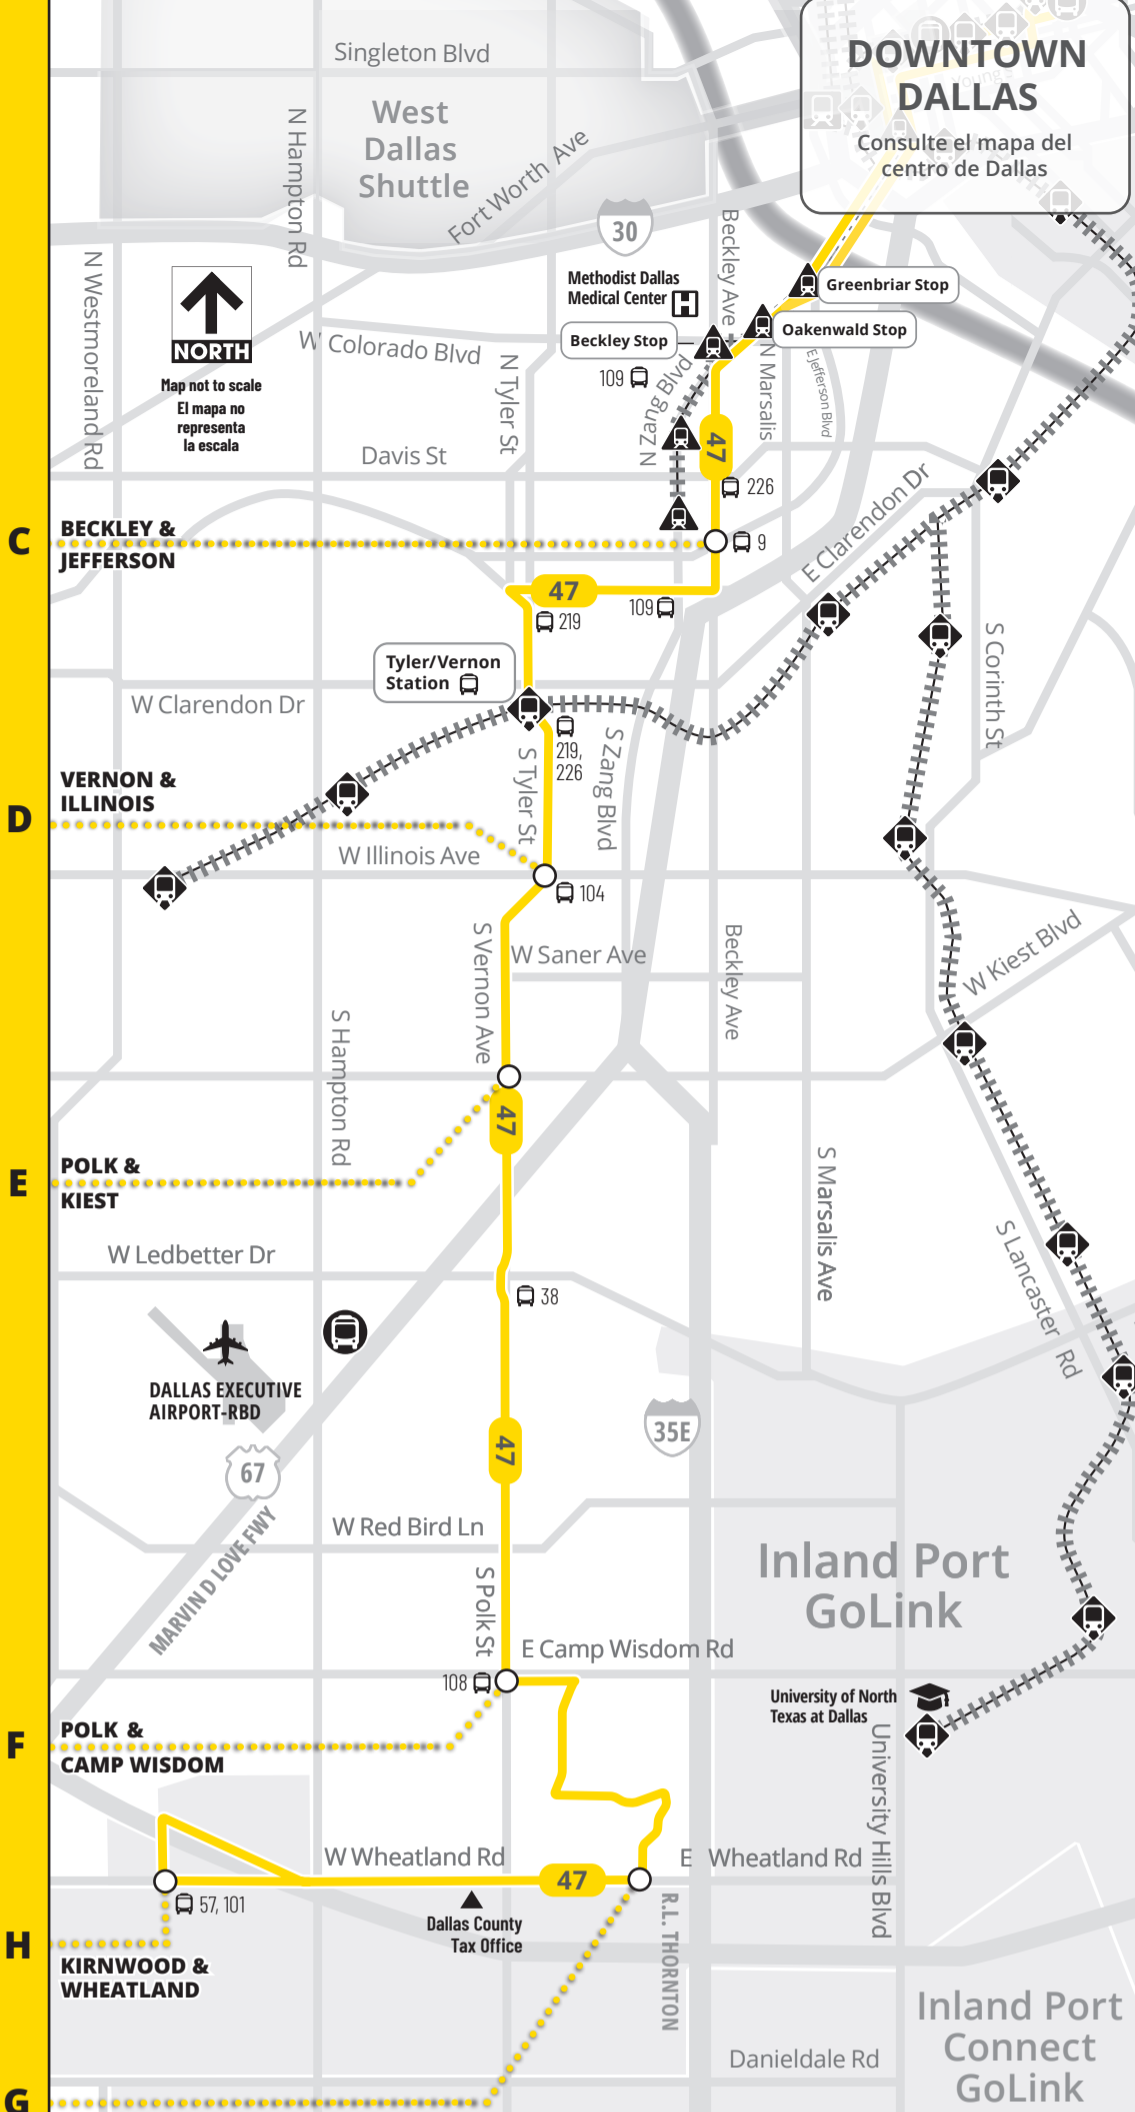 Singleton Blvd
West
Dallas
Shuttle
DOWNTOWN
DALLAS
Consulte el mapa del
centro de Dallas
Young
N Hampton Rd
Fort Worth Ave
30
Beckley Ave
N Westmoreland Rd
NORTH
Map not to scale
El mapa no
representa
la escala
Methodist Dallas
Medical Center H
Greenbriar Stop
Oakenwald Stop
Beckley Stop
W Colorado Blvd
N Tyler St
109
N Zang Blvd
N Marsalis
E Jefferson Blvd
47
Davis St
226
E Clarendon Dr
C
BECKLEY &
JEFFERSON
9
47
109
219
S Corinth St
Tyler/Vernon
Station
W Clarendon Dr
219,
226
S Tyler St
S Zang Blvd
D
VERNON &
ILLINOIS
W Illinois Ave
104
S Vernon Ave
W Saner Ave
Beckley Ave
W Kiest Blvd
S Hampton Rd
47
E
POLK &
KIEST
S Marsalis Ave
S Lancaster Rd
W Ledbetter Dr
38
DALLAS EXECUTIVE
AIRPORT-RBD
35E
47
67
MARVIN D LOVE FWY
W Red Bird Ln
Inland Port
GoLink
S Polk St
E Camp Wisdom Rd
108
University of North
Texas at Dallas
F
POLK &
CAMP WISDOM
University Hills Blvd
W Wheatland Rd
E Wheatland Rd
47
57, 101
Dallas County
Tax Office
R.L. THORNTON
H
KIRNWOOD &
WHEATLAND
Inland Port
Connect
GoLink
Danieldale Rd
G